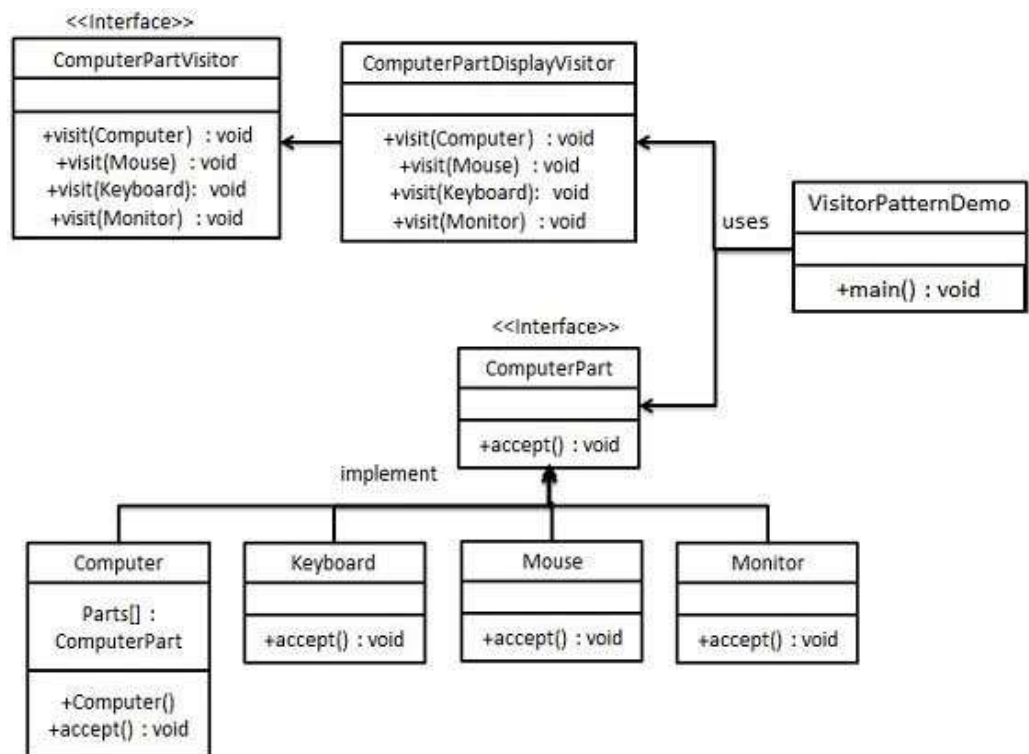 <<Interface>>
ComputerPartVisitor
+visit(Computer) : void
+visit(Mouse) : void
+visit(Keyboard): void
+visit(Monitor) : void
ComputerPartDisplayVisitor
+visit(Computer) : void
+visit(Mouse) : void
+visit(Keyboard): void
+visit(Monitor) : void
uses
VisitorPatternDemo
+main() : void
<<Interface>>
ComputerPart
+accept() : void
implement
Computer
Parts[] :
ComputerPart
+Computer()
+accept() : void
Keyboard
+accept() : void
Mouse
+accept() : void
Monitor
+accept() : void